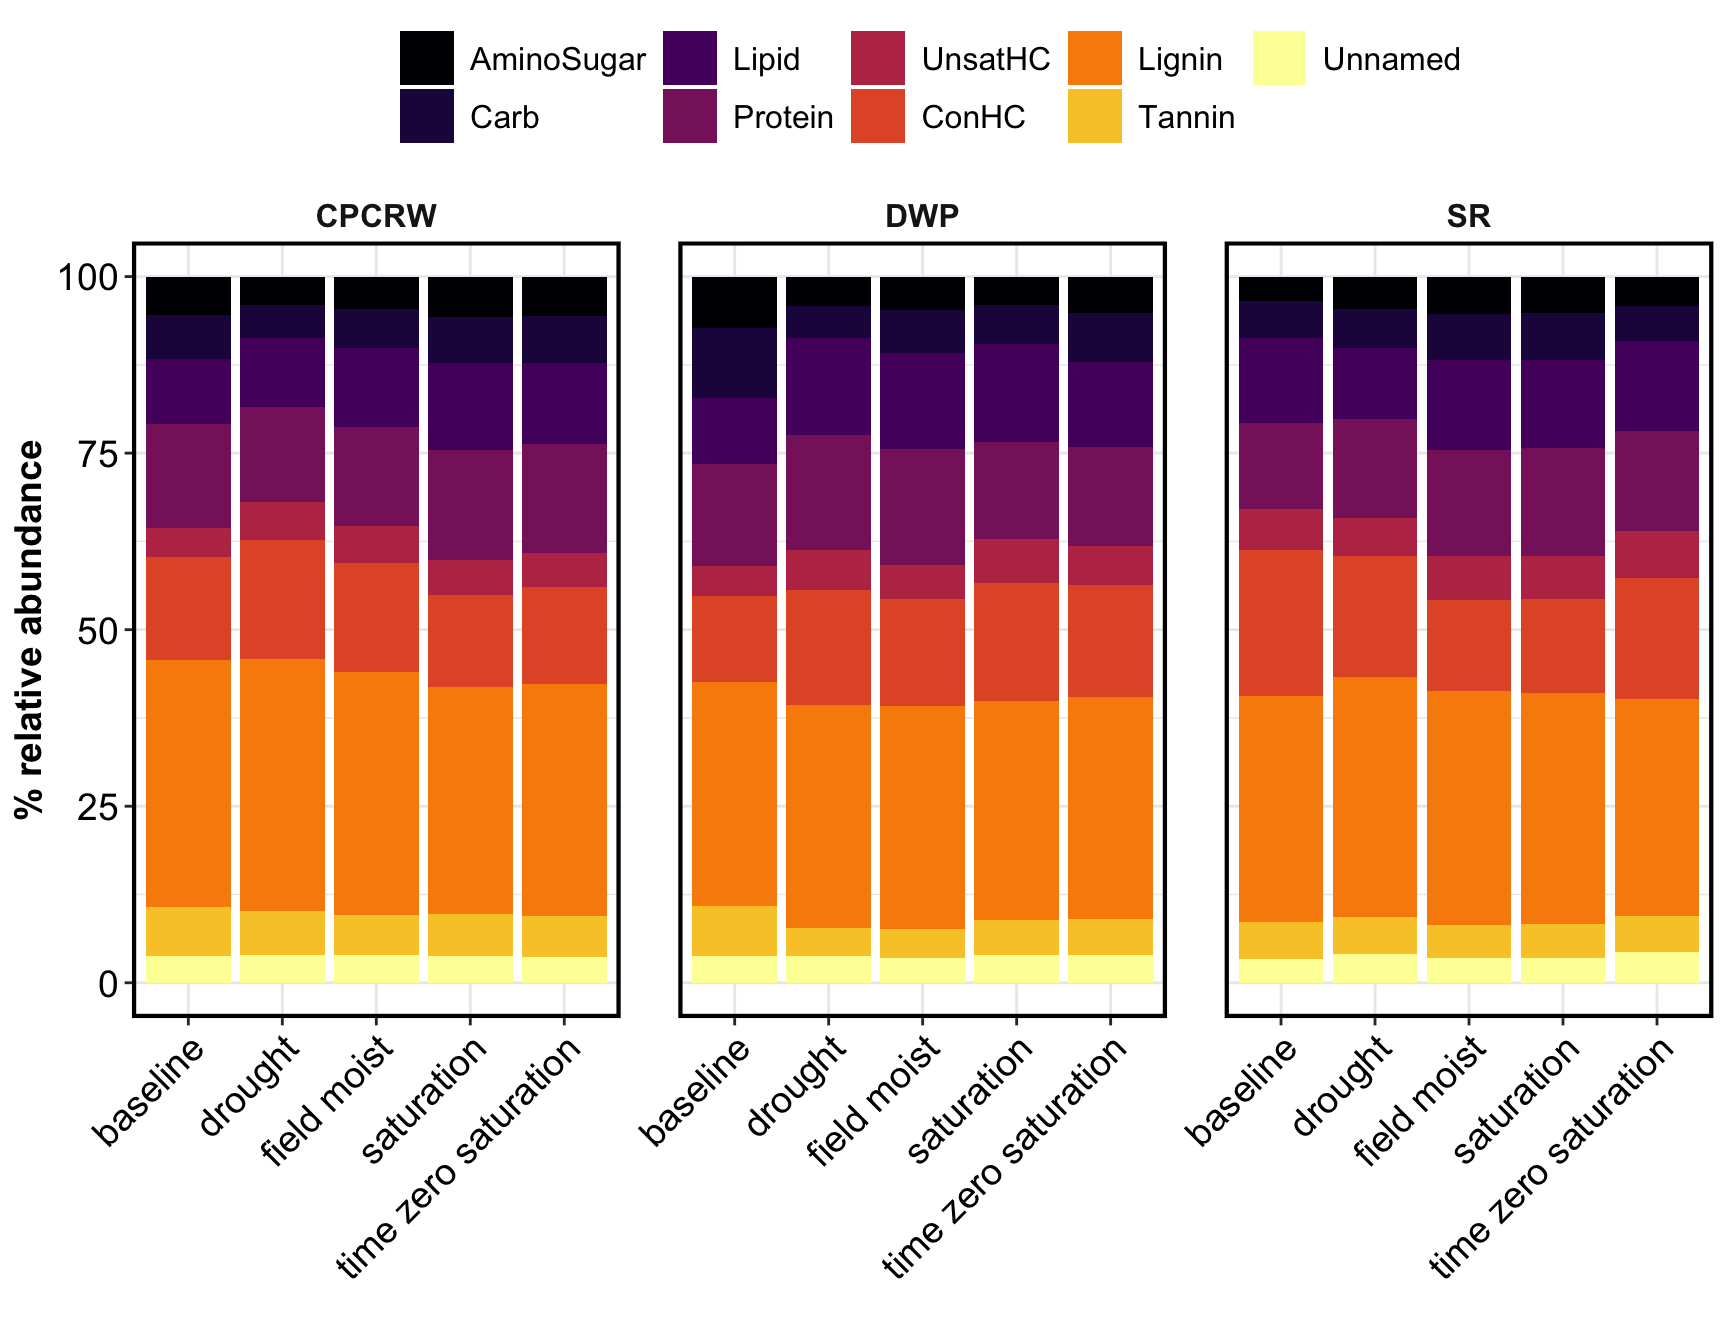 AminoSugar Lipid UnsatHC Lignin Unnamed
Carb Protein ConHC Tannin
CPCRW DWP SR
% relative abundance
100
75
50
25
0
baseline drought field moist saturation time zero saturation
baseline drought field moist saturation time zero saturation
baseline drought field moist saturation time zero saturation